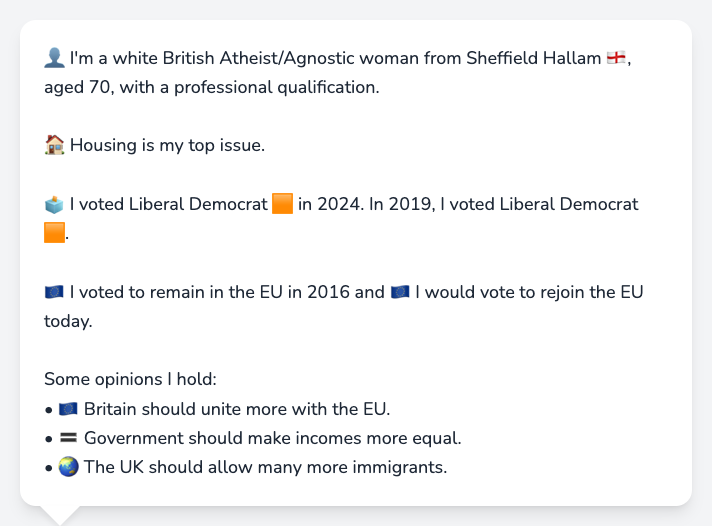 👤 I'm a white British Atheist/Agnostic woman from Sheffield Hallam 🏴󠁧󠁢󠁥󠁮󠁧󠁿,
aged 70, with a professional qualification.
🏠 Housing is my top issue.
🗳️ I voted Liberal Democrat 🟧 in 2024. In 2019, I voted Liberal Democrat
🟧.
🇪🇺 I voted to remain in the EU in 2016 and 🇪🇺 I would vote to rejoin the EU
today.
Some opinions I hold:
• 🇪🇺 Britain should unite more with the EU.
• 🟰 Government should make incomes more equal.
• 🌏 The UK should allow many more immigrants.